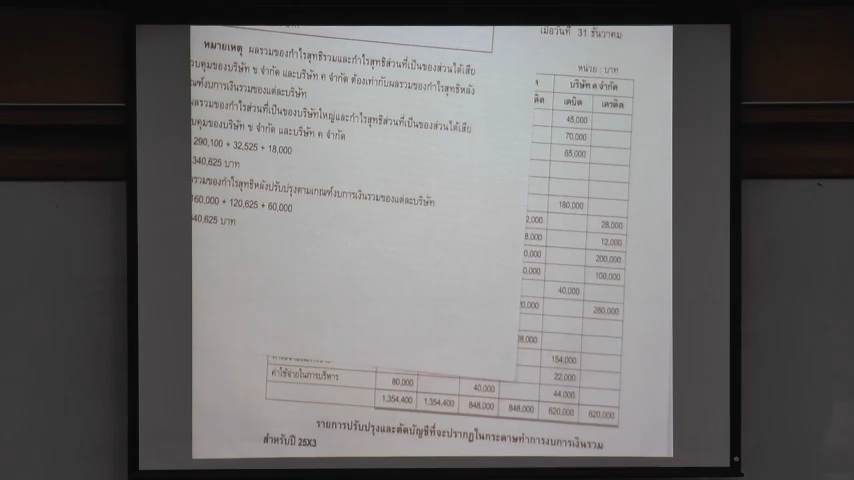 เมื่อวันที่ 31 ธันวาคม
หน่วย : บาท
หมายเหตุ ผลรวมของกำไรสุทธิรวมและกำไรสุทธิส่วนที่เป็นของส่วนได้เสีย
วบคุมของบริษัท ข จำกัด และบริษัท ค จำกัด ต้องเท่ากับผลรวมของกำไรสุทธิหลัง
ณฑ์งบการเงินรวมของแต่ละบริษัท
ผลรวมของกำไรส่วนที่เป็นของบริษัทใหญ่และกำไรสุทธิส่วนที่เป็นของส่วนได้เสีย
บคุมของบริษัท ข จำกัด และบริษัท ค จำกัด
290,100 + 32,525 + 18,000
340,625 บาท
รวมของกำไรสุทธิหลังปรับปรุงตามเกณฑ์งบการเงินรวมของแต่ละบริษัท
160,000 + 120,625 + 60,000
40,625 บาท
บริษัท ค จำกัด
ดิต เดบิต เครดิต
45,000
70,000
65,000
180,000
2,000 28,000
8,000 12,000
0,000 200,000
0,000 100,000
40,000
20,000 280,000
28,000
154,000
22,000
ค่าใช้จ่ายในการบริหาร 80,000 40,000 44,000
1,354,400 1,354,400 848,000 848,000 620,000 620,000
รายการปรับปรุงและตัดบัญชีที่จะปรากฏในกระดาษทำการงบการเงินรวม
สำหรับปี 25X3